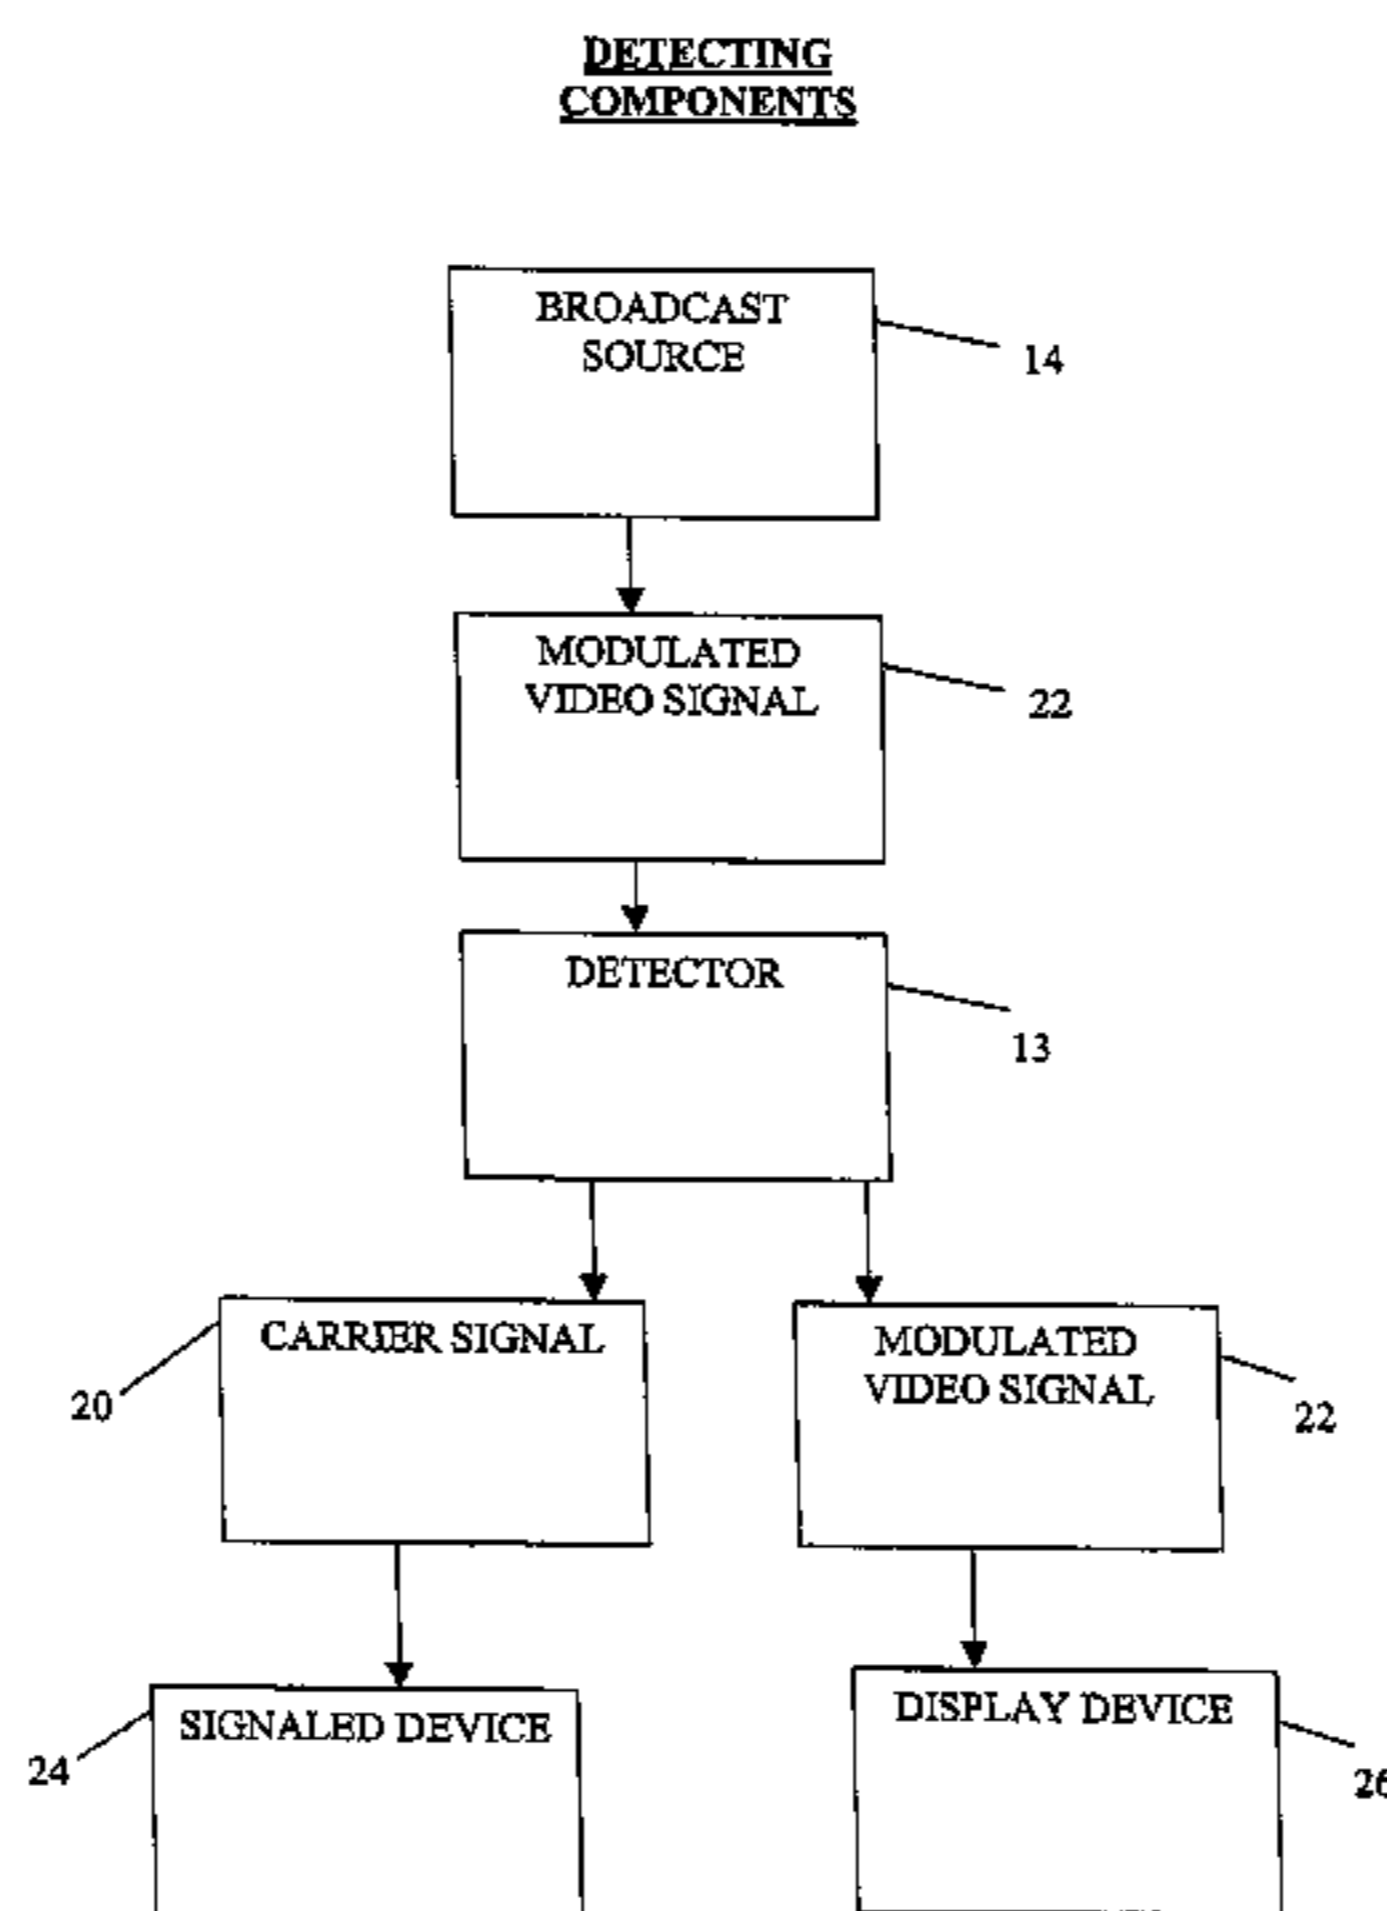 DETECTING
COMPONENTS
BROADCAST
SOURCE
14
MODULATED
VIDEO SIGNAL
22
DETECTOR
13
CARRIER SIGNAL
20
MODULATED
VIDEO SIGNAL
22
SIGNALED DEVICE
24
DISPLAY DEVICE
26